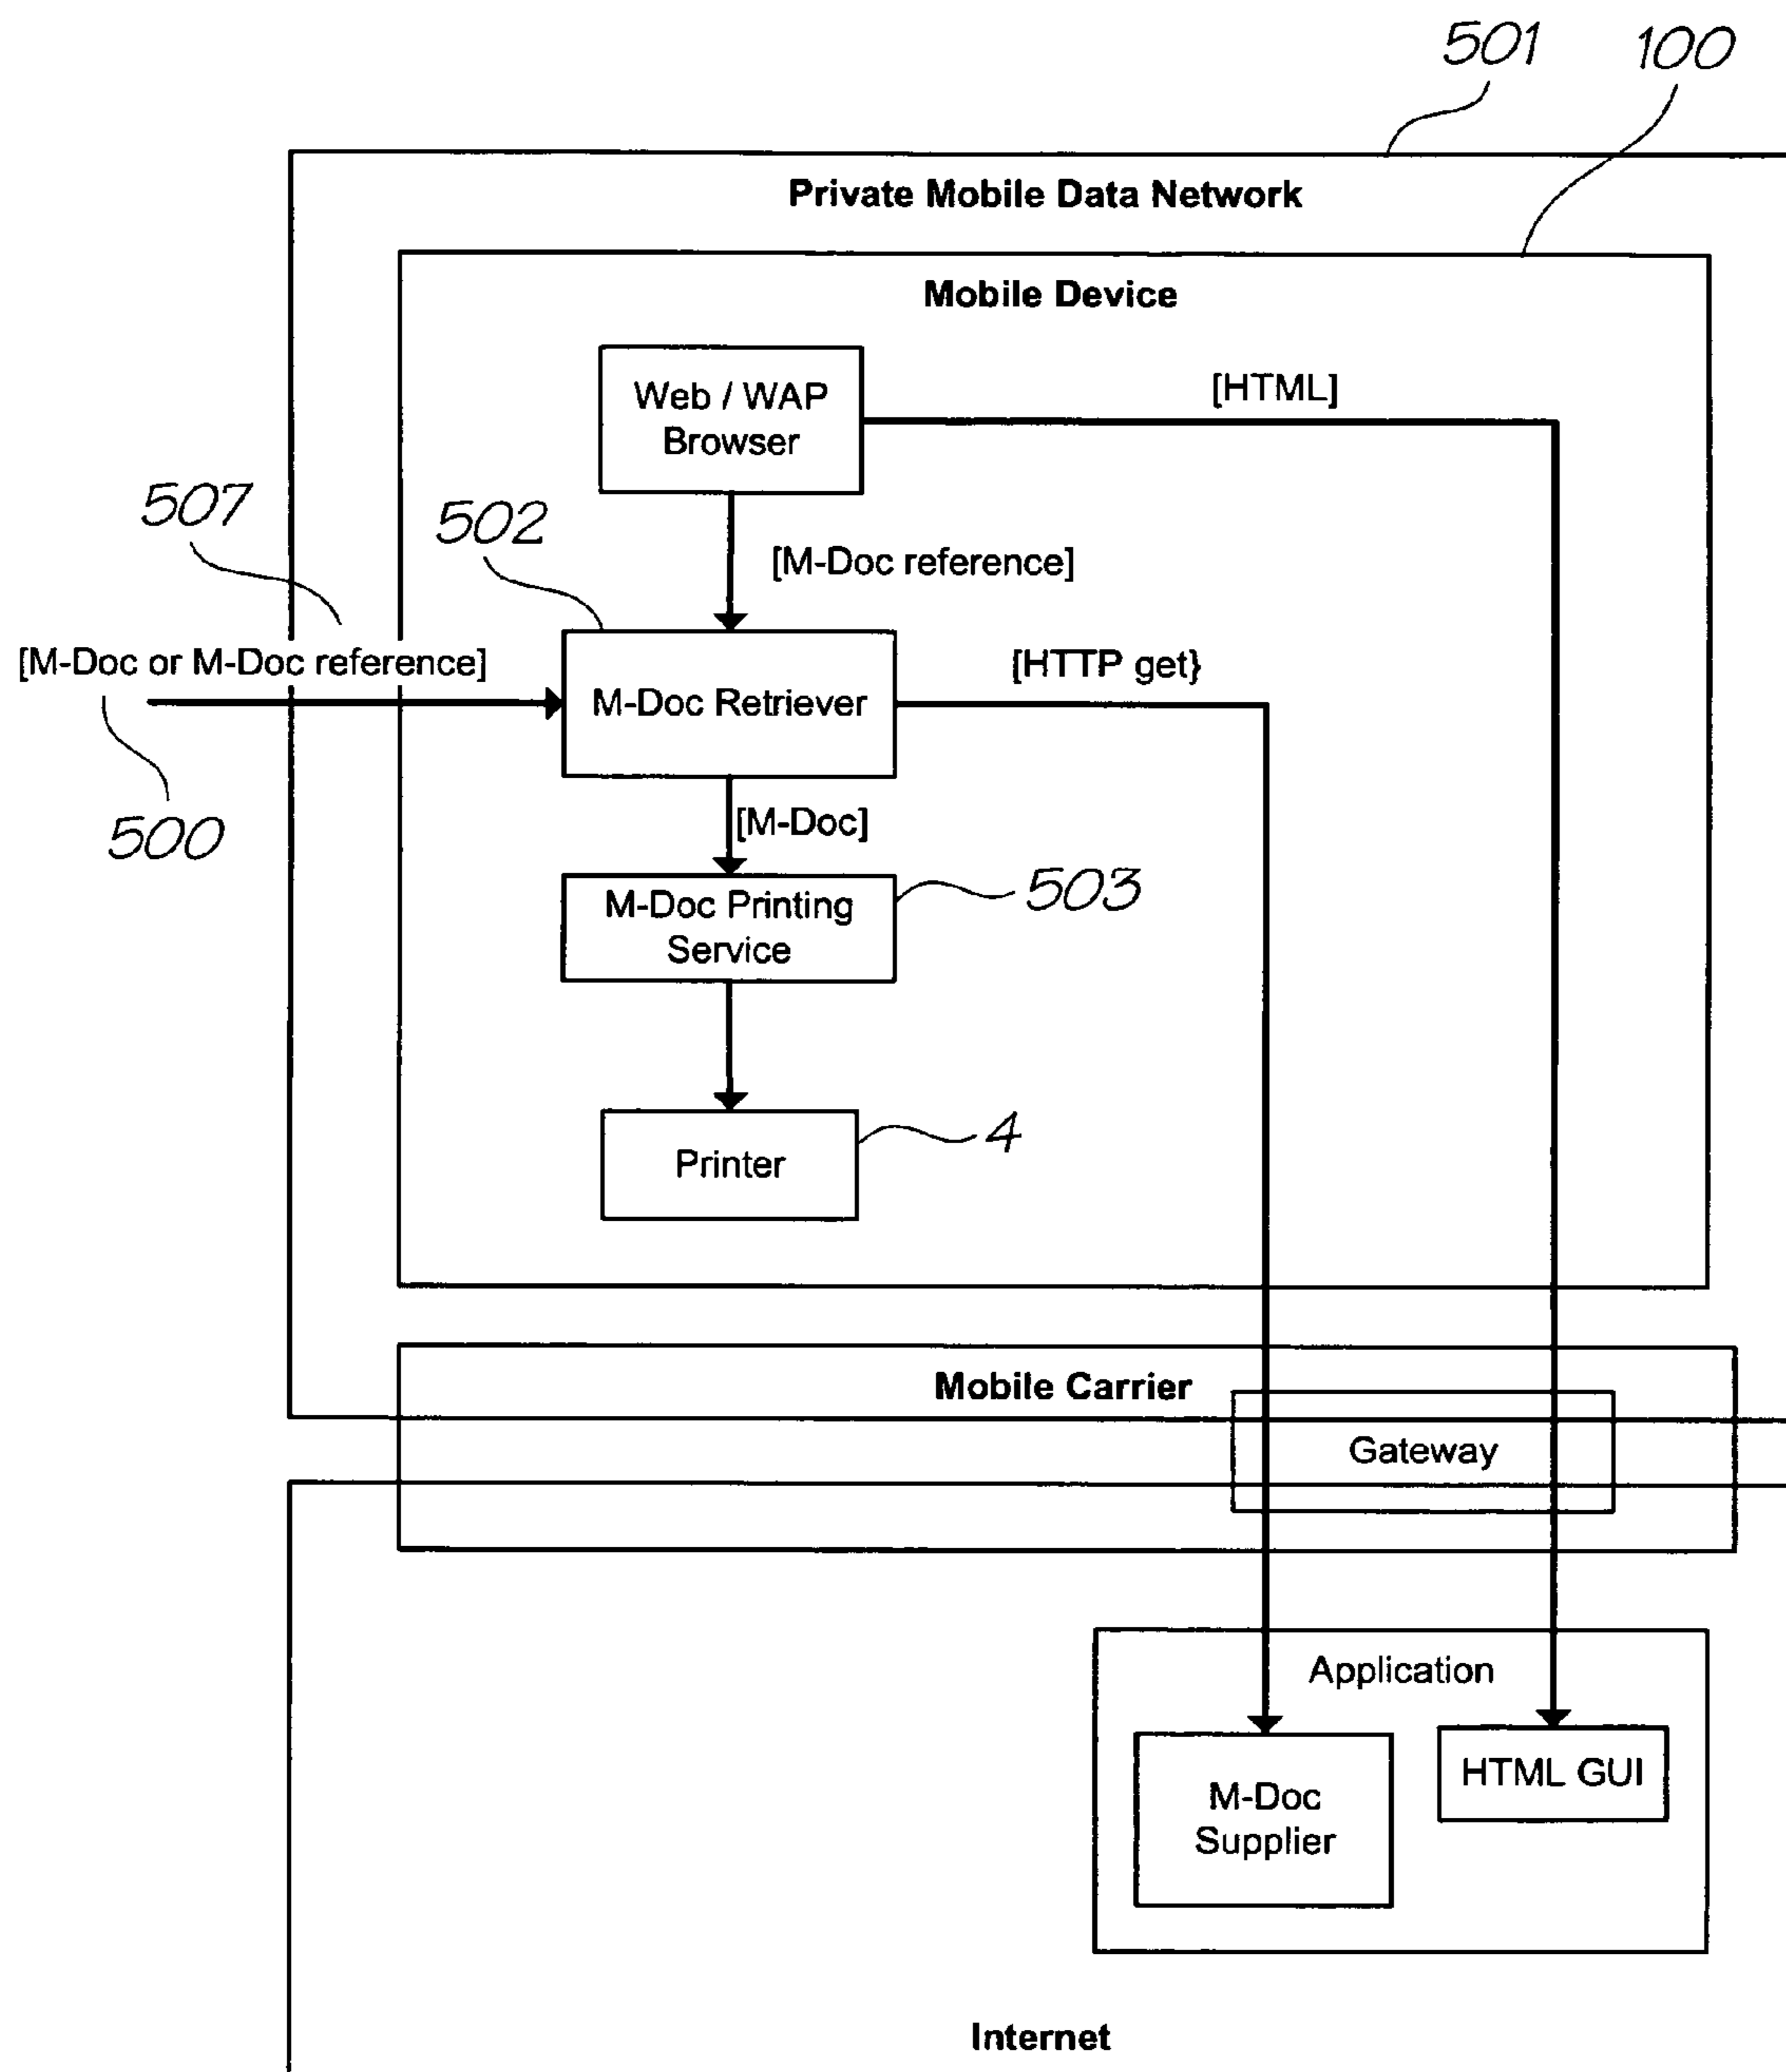 501
100
Private Mobile Data Network
Mobile Device
Web / WAP
Browser
[HTML]
507
502
[M-Doc reference]
[M-Doc or M-Doc reference]
M-Doc Retriever
[HTTP get}
500
[M-Doc]
M-Doc Printing
Service
503
Printer
4
Mobile Carrier
Gateway
Application
M-Doc
Supplier
HTML GUI
Internet